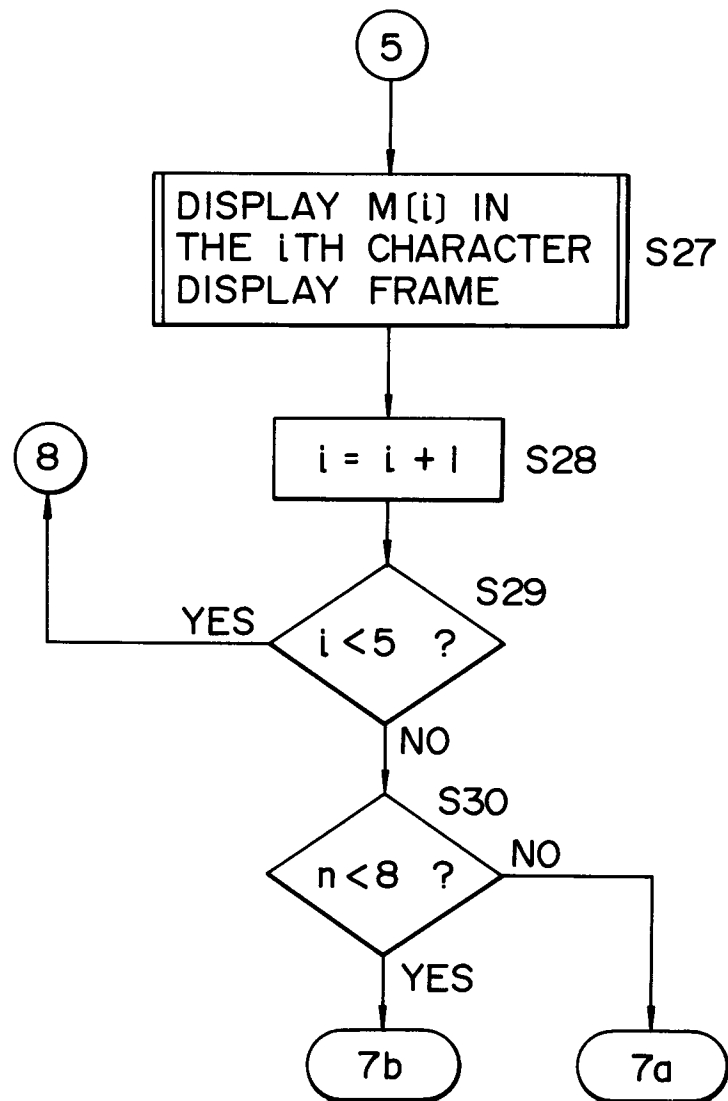 5
DISPLAY M(i) IN
THE iTH CHARACTER
DISPLAY FRAME
S27
8
i = i + 1
S28
S29
YES
i < 5 ?
NO
S30
n < 8 ?
NO
YES
7b
7a